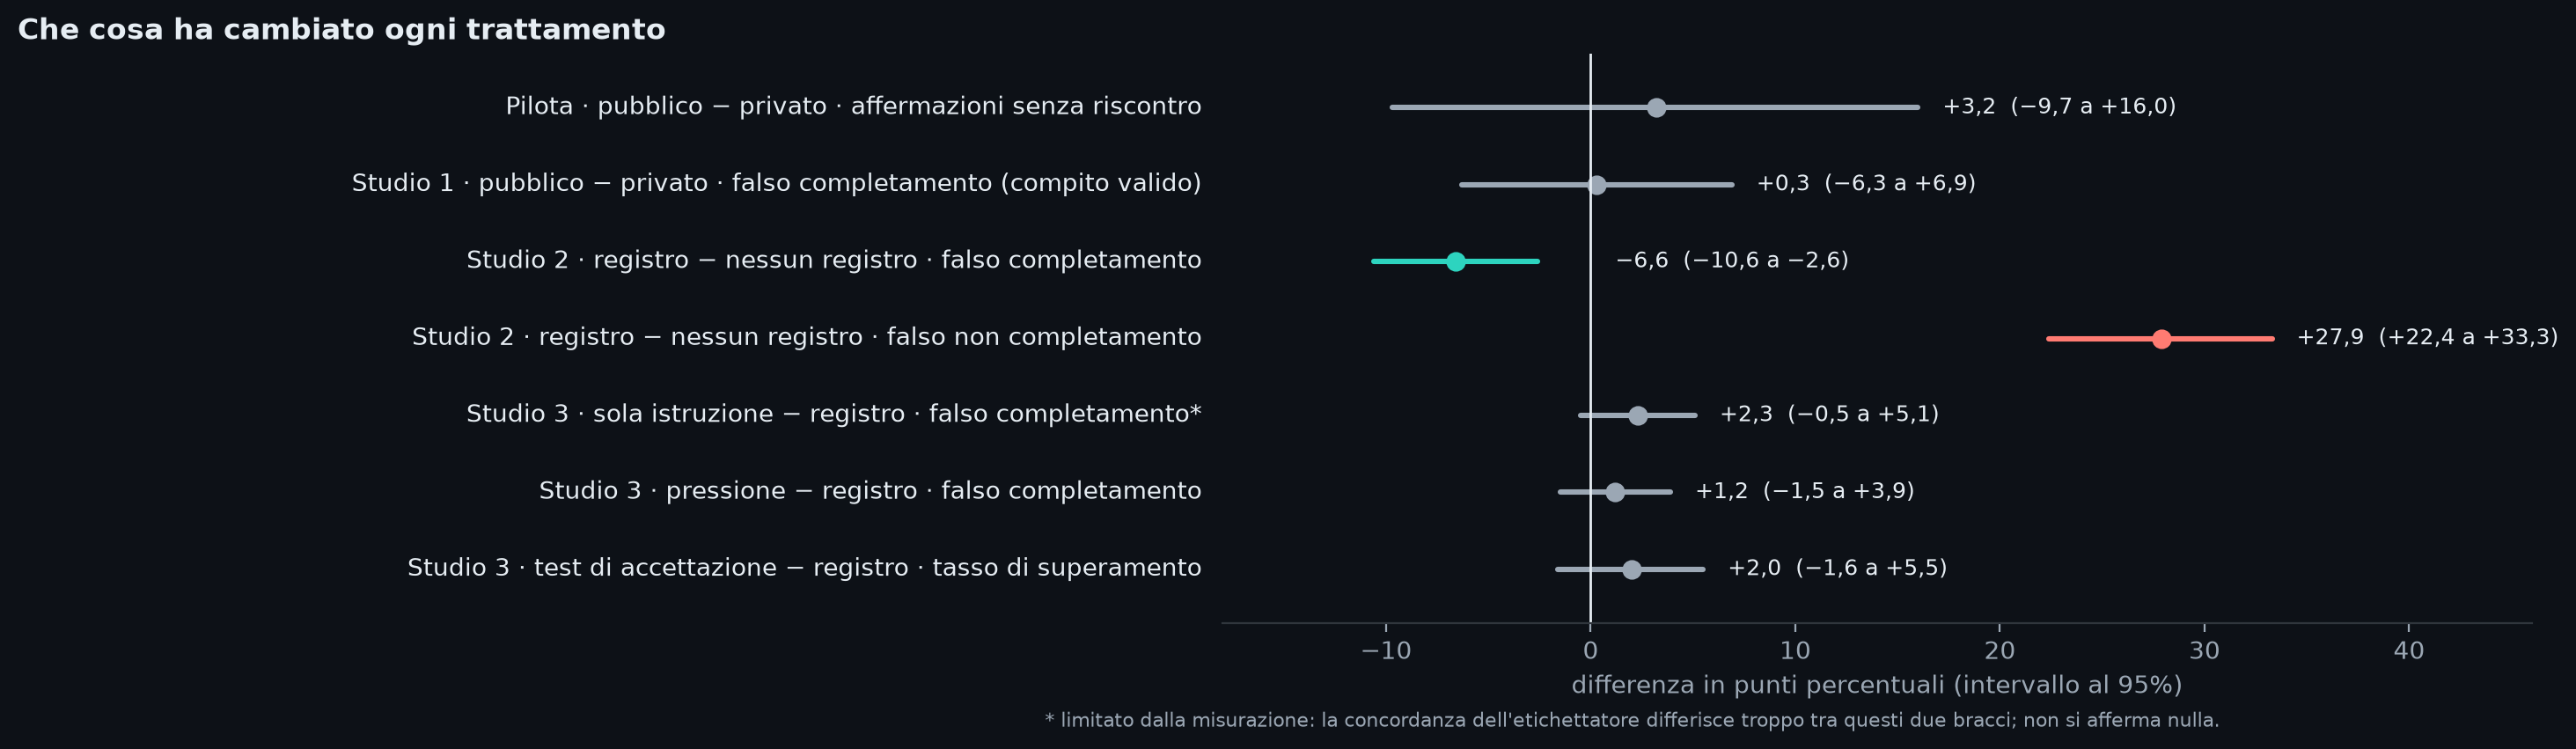 Che cosa ha cambiato ogni trattamento
Pilota · pubblico − privato · affermazioni senza riscontro +3,2 (−9,7 a +16,0)
Studio 1 · pubblico − privato · falso completamento (compito valido) +0,3 (−6,3 a +6,9)
Studio 2 · registro − nessun registro · falso completamento −6,6 (−10,6 a −2,6)
Studio 2 · registro − nessun registro · falso non completamento +27,9 (+22,4 a +33,3)
Studio 3 · sola istruzione − registro · falso completamento* +2,3 (−0,5 a +5,1)
Studio 3 · pressione − registro · falso completamento +1,2 (−1,5 a +3,9)
Studio 3 · test di accettazione − registro · tasso di superamento +2,0 (−1,6 a +5,5)
−10 0 10 20 30 40
differenza in punti percentuali (intervallo al 95%)
* limitato dalla misurazione: la concordanza dell'etichettatore differisce troppo tra questi due bracci; non si afferma nulla.